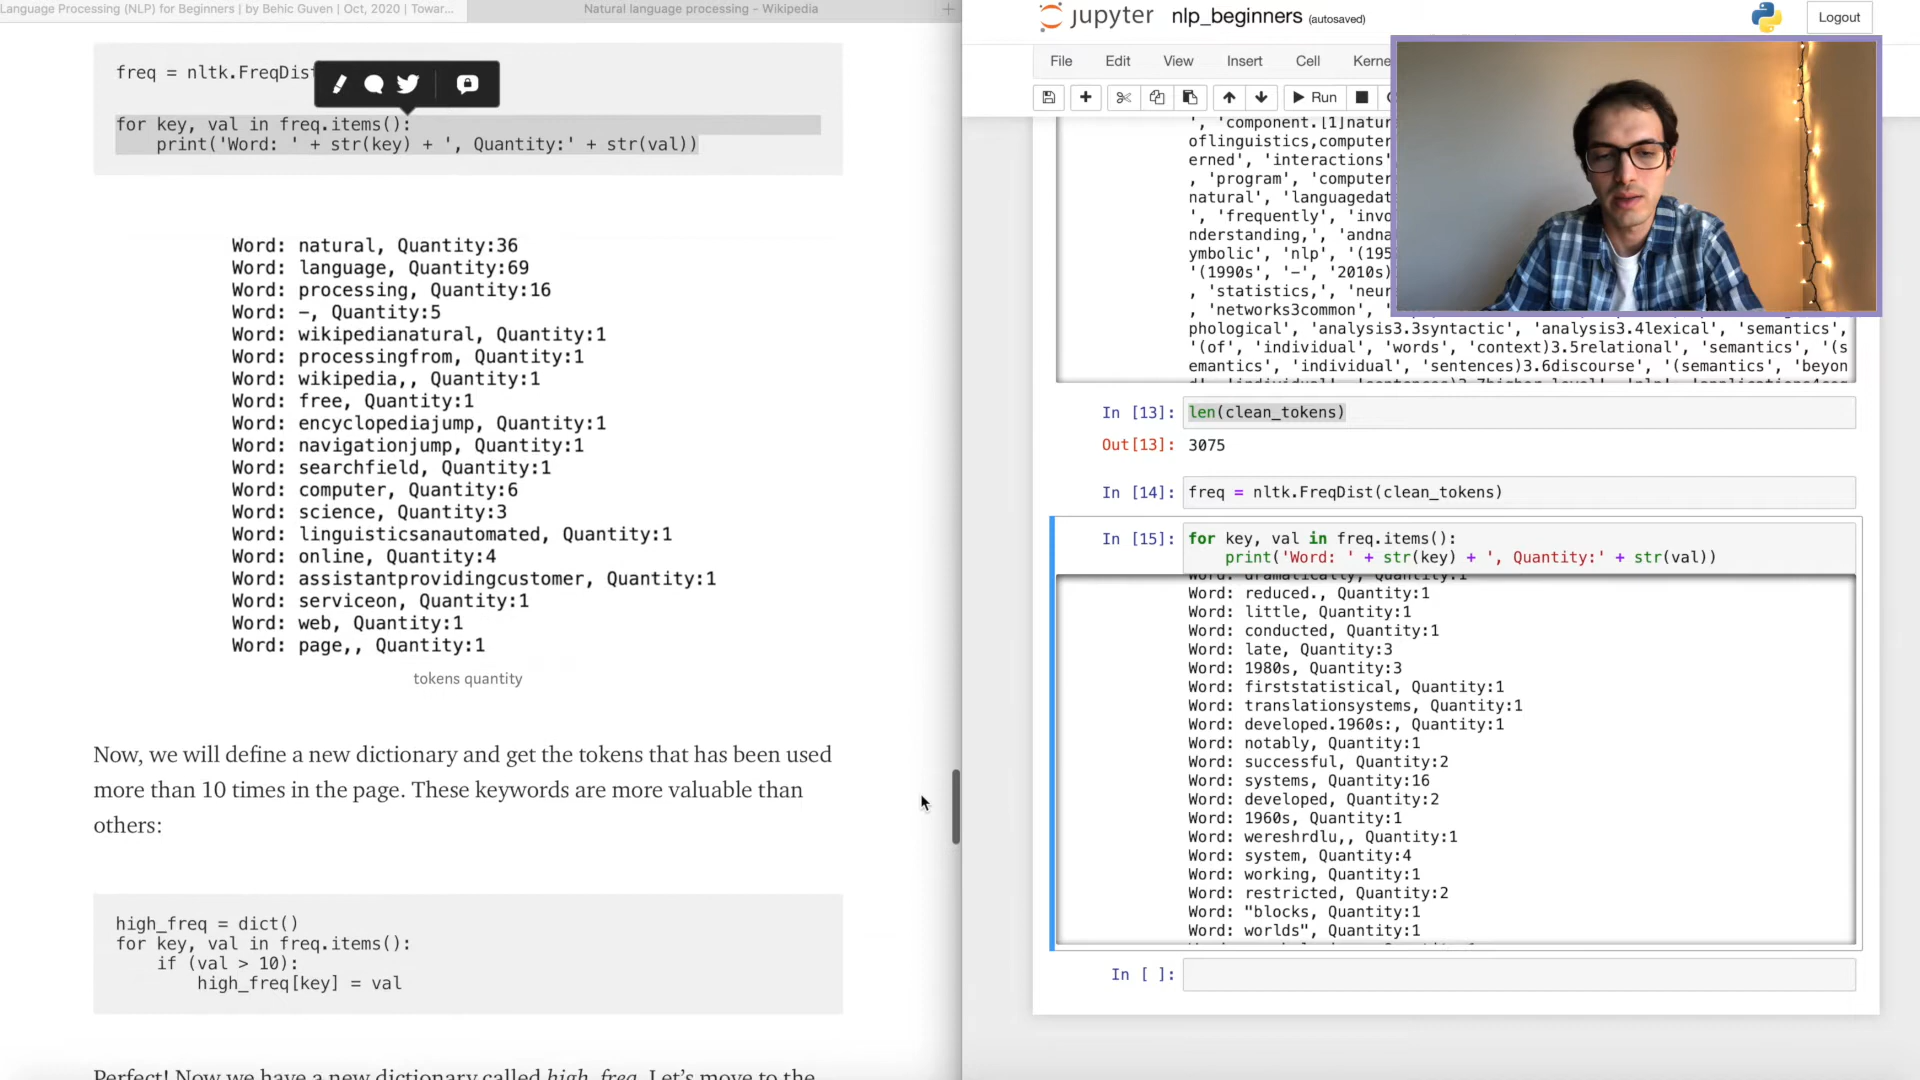 Language Processing (NLP) for Beginners | by Behic Guven | Oct, 2020 | Towar...
Natural language processing - Wikipedia
freq = nltk.FreqDist
for key, val in freq.items():
print('Word: ' + str(key) + ', Quantity:' + str(val))
Word: natural, Quantity:36
Word: language, Quantity:69
Word: processing, Quantity:16
Word: –, Quantity:5
Word: wikipedianatural, Quantity:1
Word: processingfrom, Quantity:1
Word: wikipedia,, Quantity:1
Word: free, Quantity:1
Word: encyclopediajump, Quantity:1
Word: navigationjump, Quantity:1
Word: searchfield, Quantity:1
Word: computer, Quantity:6
Word: science, Quantity:3
Word: linguisticsanautomated, Quantity:1
Word: online, Quantity:4
Word: assistantprovidingcustomer, Quantity:1
Word: serviceon, Quantity:1
Word: web, Quantity:1
Word: page,, Quantity:1
tokens quantity
Now, we will define a new dictionary and get the tokens that has been used
more than 10 times in the page. These keywords are more valuable than
others:
high_freq = dict()
for key, val in freq.items():
if (val > 10):
high_freq[key] = val
Perfect! Now we have a new dictionary called high_freq. Let's move to the
jupyter nlp_beginners (autosaved)
Logout
File Edit View Insert Cell Kerne
Run
', 'component.[1]natur
oflinguistics,computer
erned', 'interactions'
, 'program', 'computer
natural', 'languagedat
', 'frequently', 'invo
nderstanding,', 'andna
ymbolic', 'nlp', '(195
'(1990s', '–', '2010s)
, 'statistics,', 'neur
, 'networks3common',
phological', 'analysis3.3syntactic', 'analysis3.4lexical', 'semantics',
'(of', 'individual', 'words', 'context)3.5relational', 'semantics', '(s
emantics', 'individual', 'sentences)3.6discourse', '(semantics', 'beyon
In [13]: len(clean_tokens)
Out[13]: 3075
In [14]: freq = nltk.FreqDist(clean_tokens)
In [15]: for key, val in freq.items():
print('Word: ' + str(key) + ', Quantity:' + str(val))
Word: dramatically, Quantity:1
Word: reduced., Quantity:1
Word: little, Quantity:1
Word: conducted, Quantity:1
Word: late, Quantity:3
Word: 1980s, Quantity:3
Word: firststatistical, Quantity:1
Word: translationsystems, Quantity:1
Word: developed.1960s:, Quantity:1
Word: notably, Quantity:1
Word: successful, Quantity:2
Word: systems, Quantity:16
Word: developed, Quantity:2
Word: 1960s, Quantity:1
Word: wereshrdlu,, Quantity:1
Word: system, Quantity:4
Word: working, Quantity:1
Word: restricted, Quantity:2
Word: "blocks, Quantity:1
Word: worlds", Quantity:1
In [ ]: